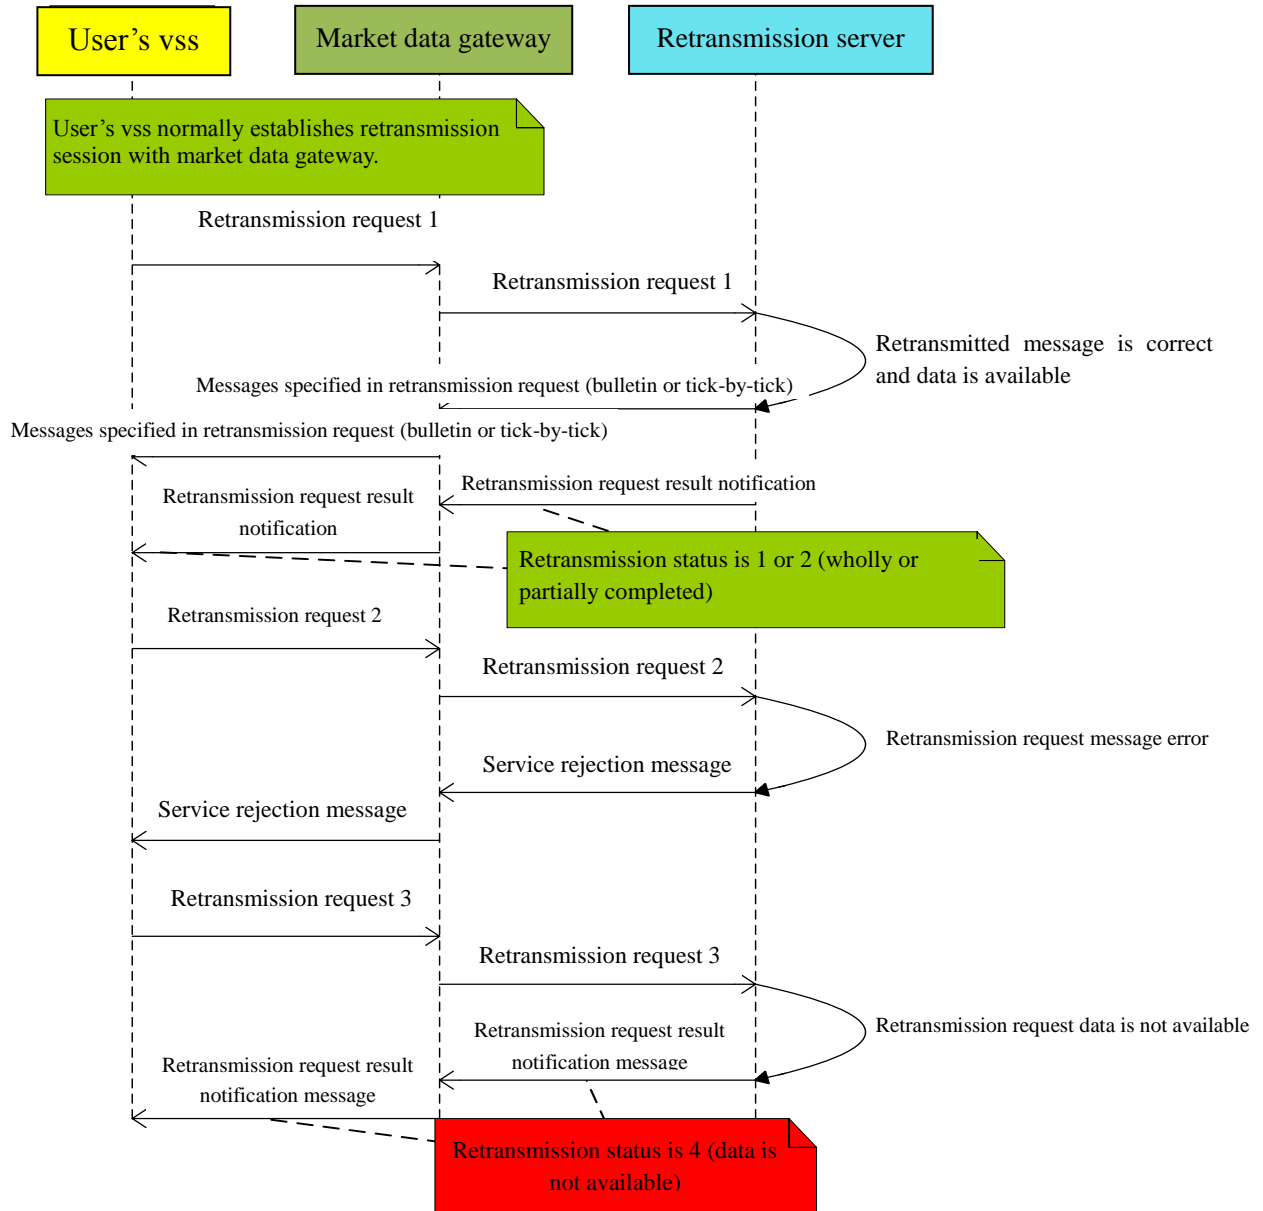 User’s vss
Market data gateway
Retransmission server
User’s vss normally establishes retransmission
session with market data gateway.
Retransmission request 1
Retransmission request 1
Retransmitted message is correct
and data is available
Messages specified in retransmission request (bulletin or tick-by-tick)
Messages specified in retransmission request (bulletin or tick-by-tick)
Retransmission request result notification
Retransmission request result
notification
Retransmission status is 1 or 2 (wholly or
partially completed)
Retransmission request 2
Retransmission request 2
Retransmission request message error
Service rejection message
Service rejection message
Retransmission request 3
Retransmission request 3
Retransmission request data is not available
Retransmission request result
notification message
Retransmission request result
notification message
Retransmission status is 4 (data is
not available)